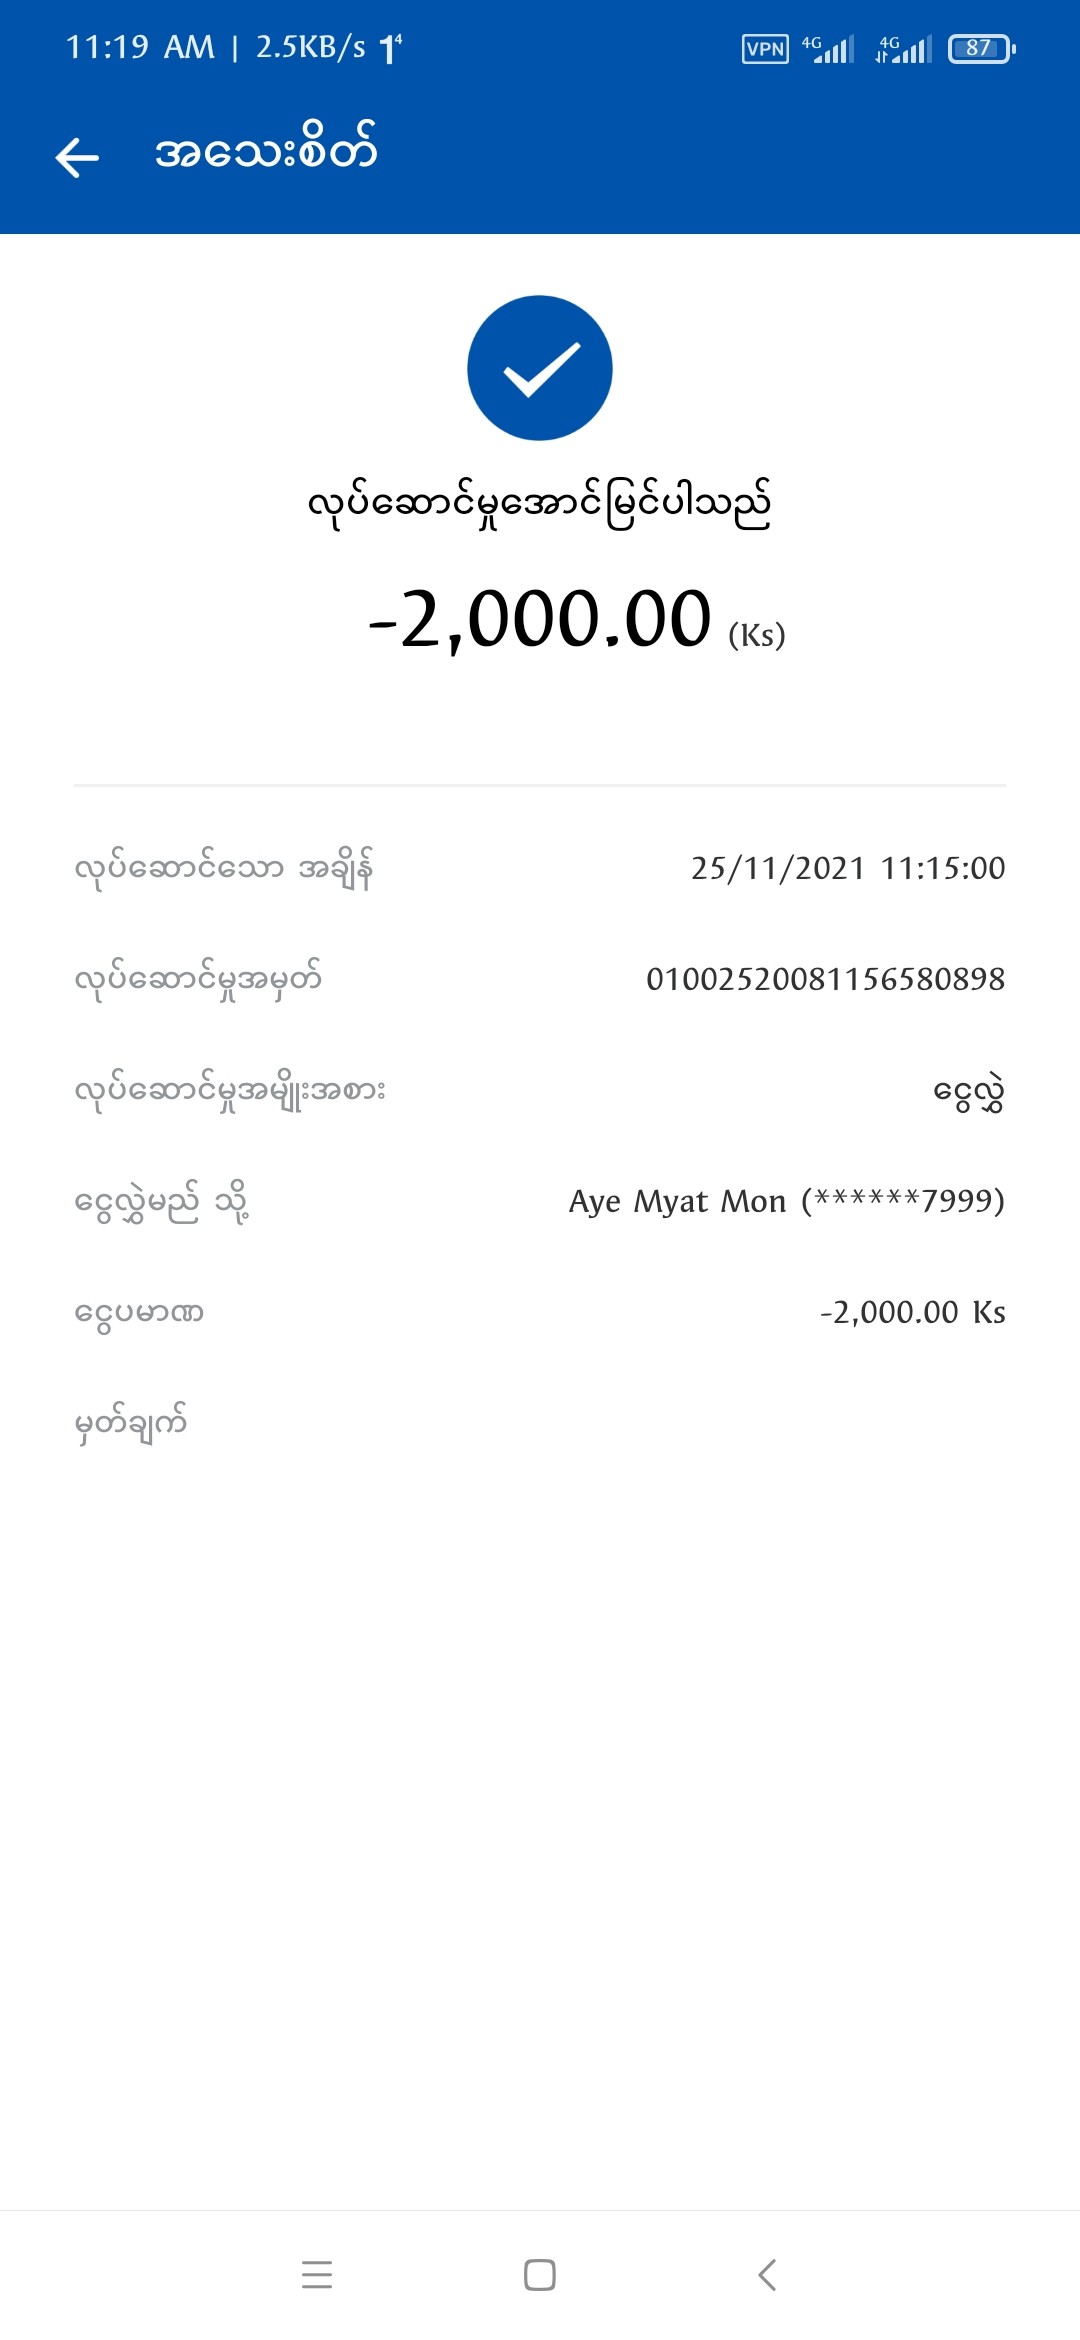 11:19 AM | 2.5KB/s 1⁴ VPN 4G 4G 87
အသေးစိတ်
လုပ်ဆောင်မှုအောင်မြင်ပါသည်
-2,000.00 (Ks)
လုပ်ဆောင်သော အချိန် 25/11/2021 11:15:00
လုပ်ဆောင်မှုအမှတ် 01002520081156580898
လုပ်ဆောင်မှုအမျိုးအစား ငွေလွှဲ
ငွေလွှဲမည် သို့ Aye Myat Mon (******7999)
ငွေပမာဏ -2,000.00 Ks
မှတ်ချက်